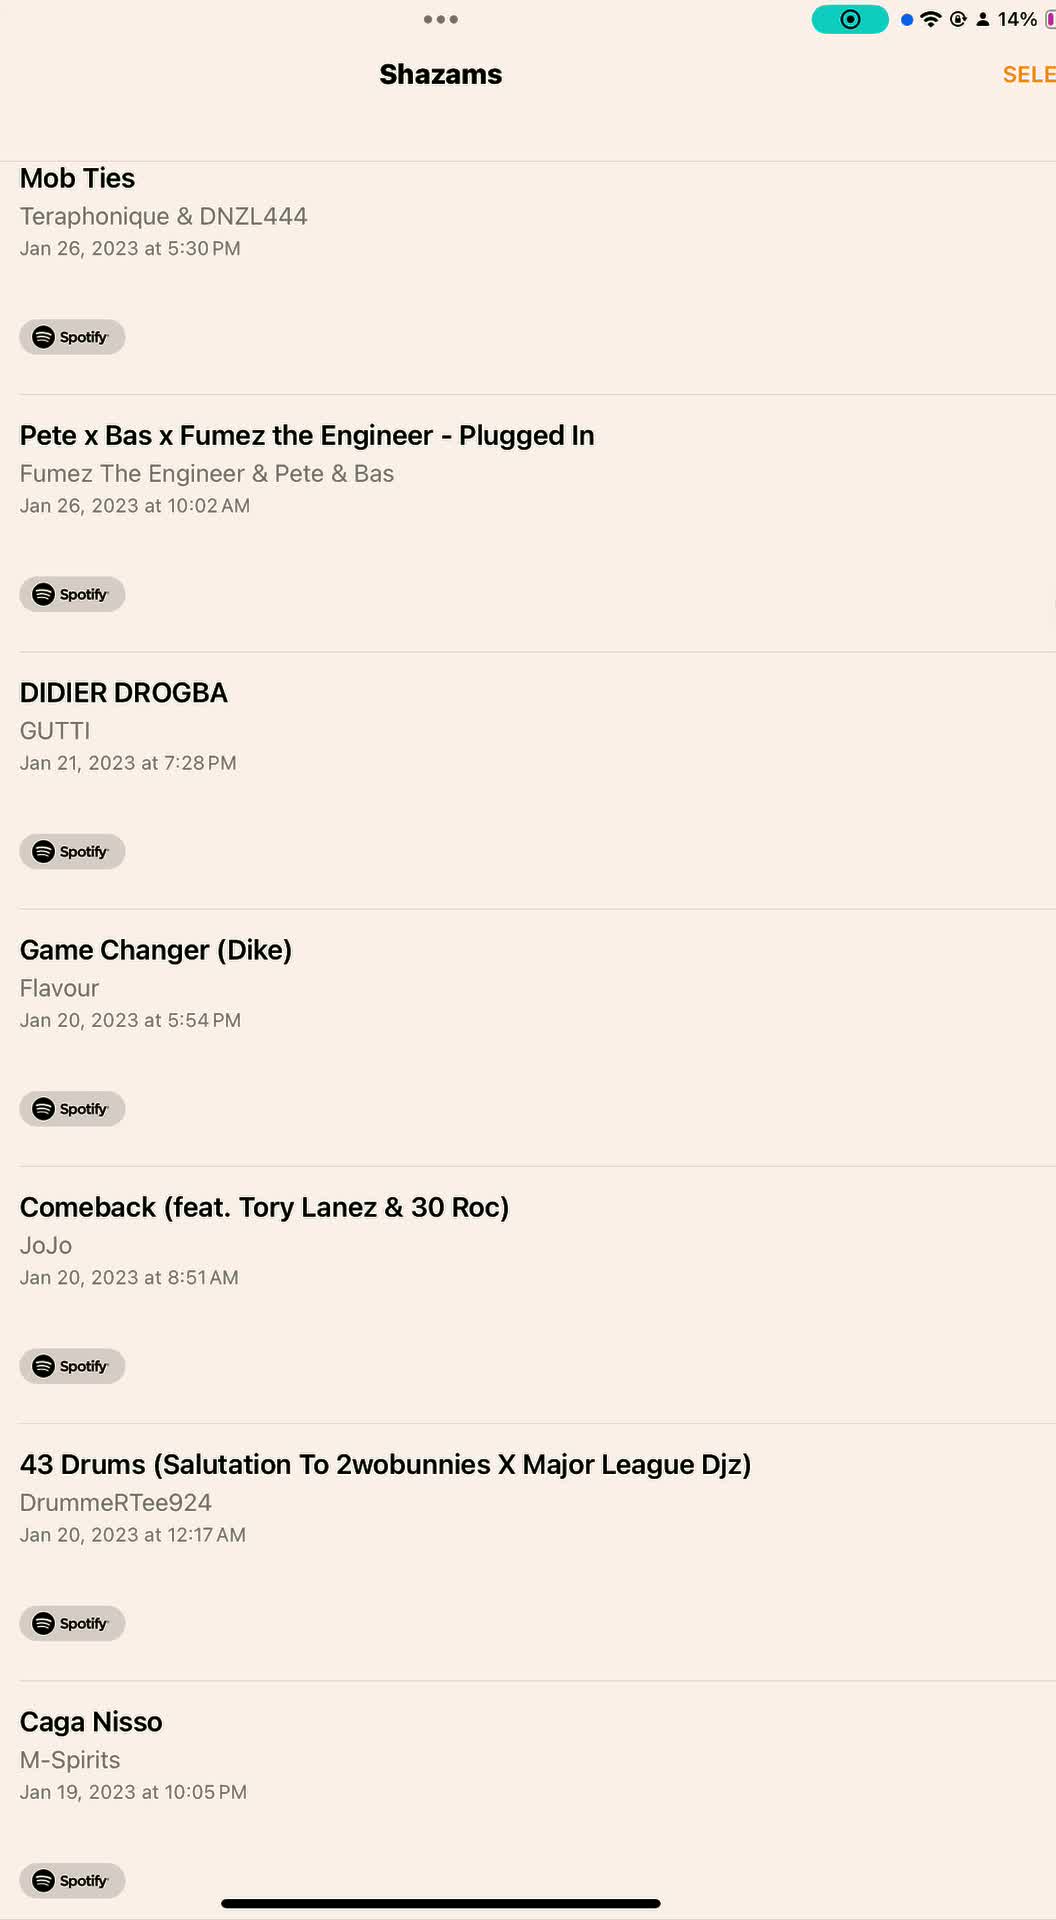 14%
Shazams
SELE
Mob Ties
Teraphonique & DNZL444
Jan 26, 2023 at 5:30 PM
Spotify
Pete x Bas x Fumez the Engineer - Plugged In
Fumez The Engineer & Pete & Bas
Jan 26, 2023 at 10:02 AM
Spotify
DIDIER DROGBA
GUTTI
Jan 21, 2023 at 7:28 PM
Spotify
Game Changer (Dike)
Flavour
Jan 20, 2023 at 5:54 PM
Spotify
Comeback (feat. Tory Lanez & 30 Roc)
JoJo
Jan 20, 2023 at 8:51 AM
Spotify
43 Drums (Salutation To 2wobunnies X Major League Djz)
DrummeRTee924
Jan 20, 2023 at 12:17 AM
Spotify
Caga Nisso
M-Spirits
Jan 19, 2023 at 10:05 PM
Spotify